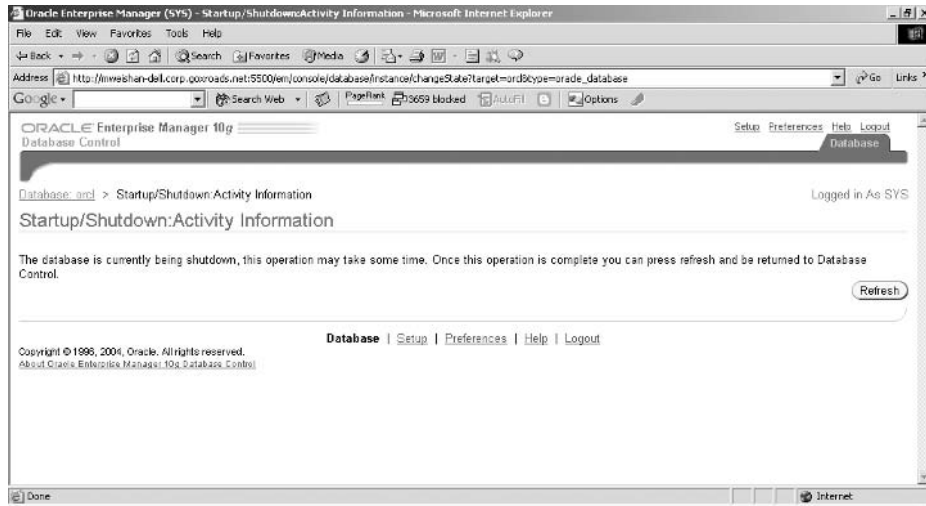 Oracle Enterprise Manager (SYS) - Startup/Shutdown:Activity Information - Microsoft Internet Explorer
File Edit View Favorites Tools Help
Back Search Favorites Media
Address http://mweishan-dell.corp.goxroads.net:5500/em/console/database/instance/changeState?target=orcl&type=oracle_database Go Links
Google Search Web PageRank 3659 blocked AutoFill Options
ORACLE Enterprise Manager 10g
Database Control
Setup Preferences Help Logout
Database
Database: orcl > Startup/Shutdown:Activity Information Logged in As SYS
Startup/Shutdown:Activity Information
The database is currently being shutdown, this operation may take some time. Once this operation is complete you can press refresh and be returned to Database
Control.
Refresh
Database | Setup | Preferences | Help | Logout
Copyright © 1996, 2004, Oracle. All rights reserved.
About Oracle Enterprise Manager 10g Database Control
Done Internet